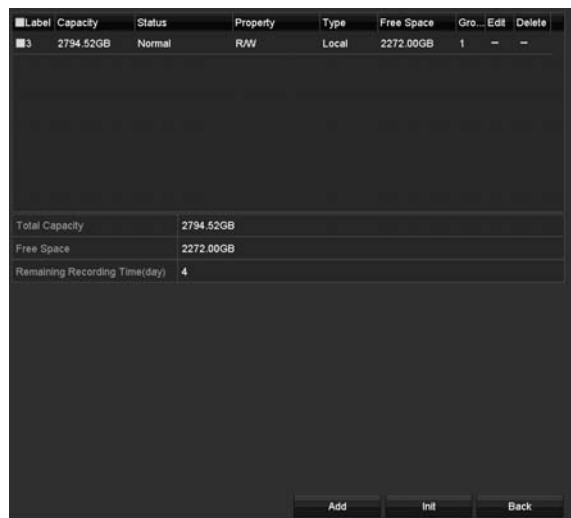 Label Capacity Status Property Type Free Space Gro... Edit Delete
3 2794.52GB Normal R/W Local 2272.00GB 1 – –
Total Capacity 2794.52GB
Free Space 2272.00GB
Remaining Recording Time(day) 4
Add Init Back